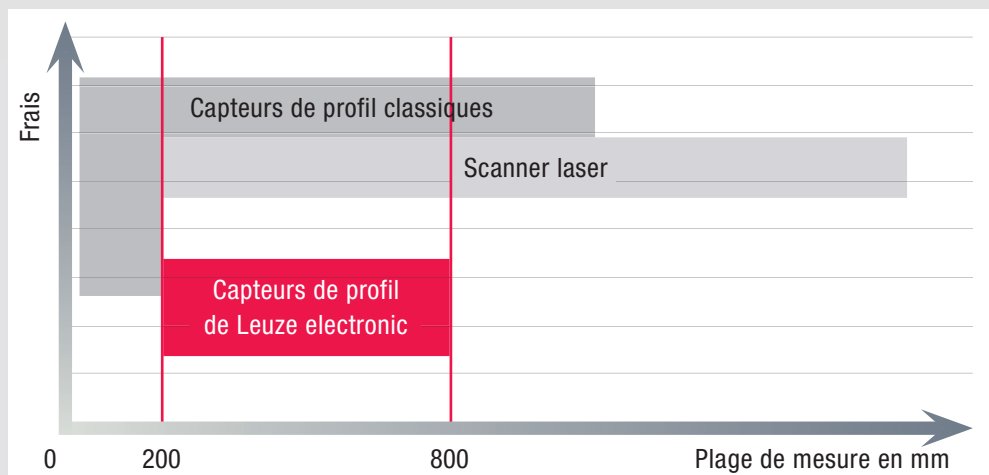 Frais
Capteurs de profil classiques
Scanner laser
Capteurs de profil
de Leuze electronic
0
200
800
Plage de mesure en mm